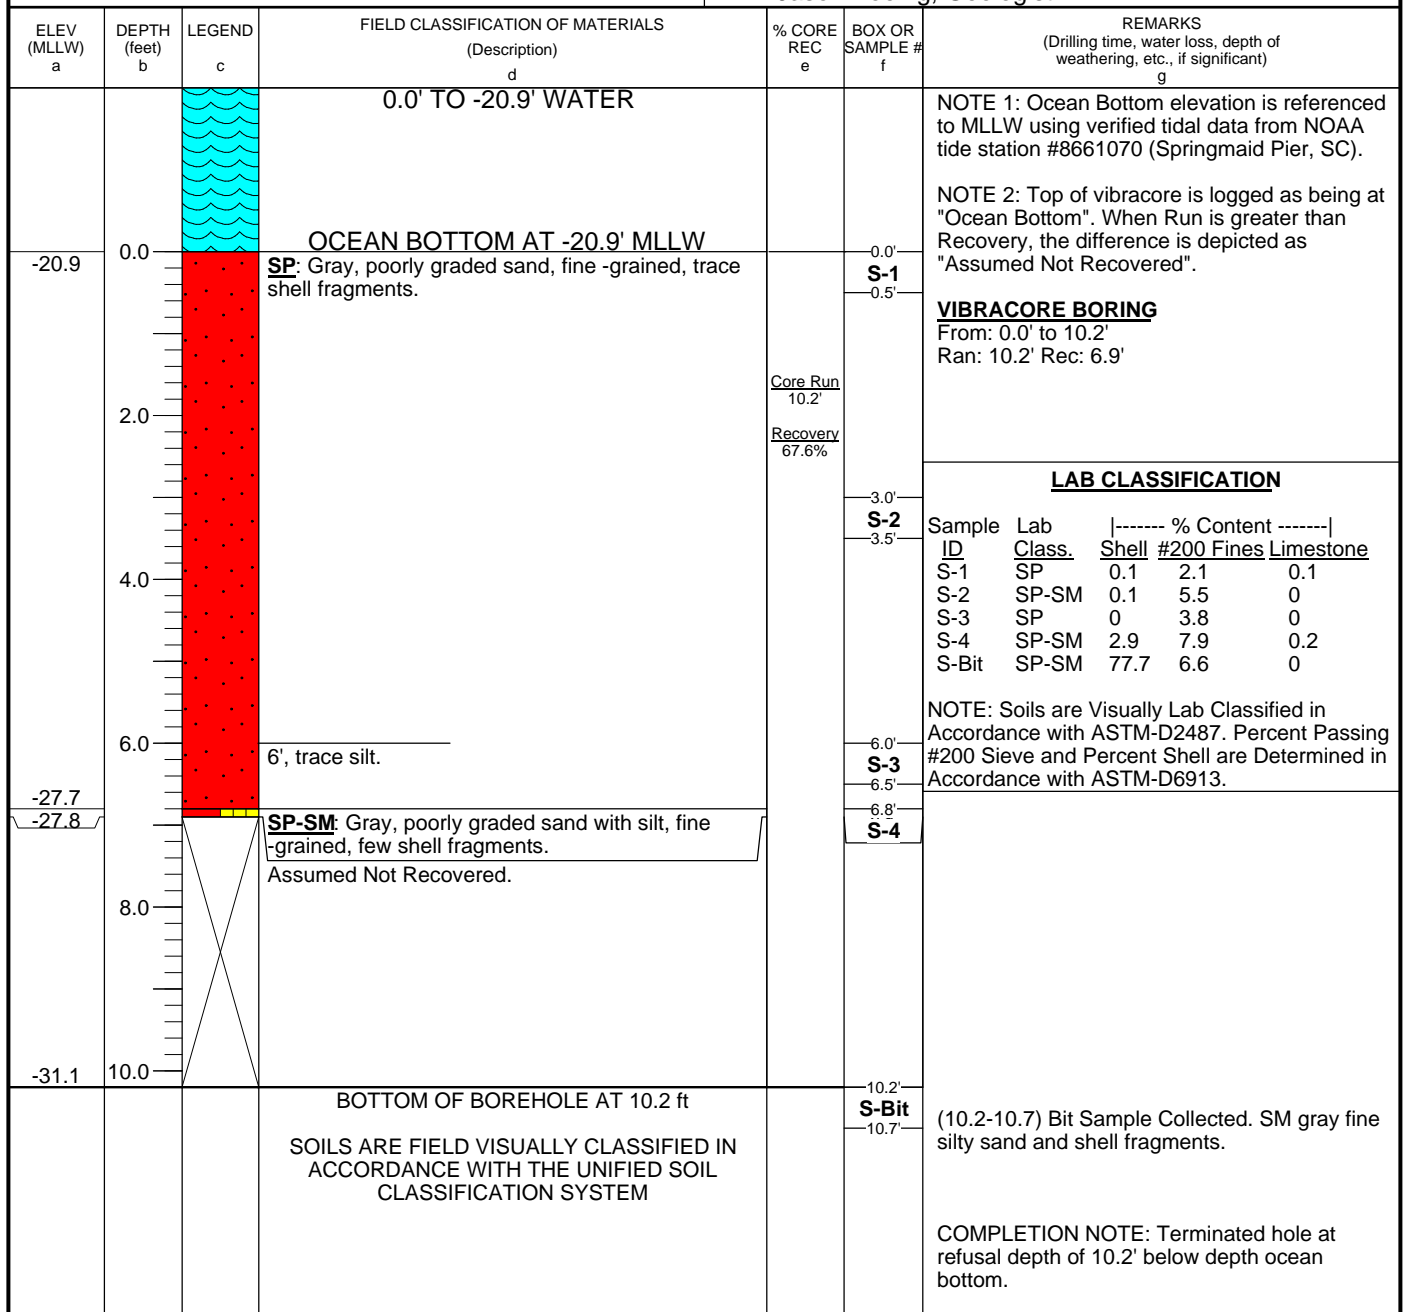 ELEV
(MLLW)
a
DEPTH
(feet)
b
LEGEND
c
FIELD CLASSIFICATION OF MATERIALS
(Description)
d
% CORE
REC
e
BOX OR
SAMPLE #
f
REMARKS
(Drilling time, water loss, depth of
weathering, etc., if significant)
g
0.0' TO -20.9' WATER
OCEAN BOTTOM AT -20.9' MLLW
-20.9
0.0
SP: Gray, poorly graded sand, fine -grained, trace
shell fragments.
2.0
4.0
6.0
6', trace silt.
-27.7
-27.8
SP-SM: Gray, poorly graded sand with silt, fine
-grained, few shell fragments.
Assumed Not Recovered.
8.0
10.0
-31.1
BOTTOM OF BOREHOLE AT 10.2 ft
SOILS ARE FIELD VISUALLY CLASSIFIED IN
ACCORDANCE WITH THE UNIFIED SOIL
CLASSIFICATION SYSTEM
Core Run
10.2'
Recovery
67.6%
0.0'
S-1
0.5'
3.0'
S-2
3.5'
6.0'
S-3
6.5'
6.8'
S-4
10.2'
S-Bit
10.7'
NOTE 1: Ocean Bottom elevation is referenced
to MLLW using verified tidal data from NOAA
tide station #8661070 (Springmaid Pier, SC).
NOTE 2: Top of vibracore is logged as being at
"Ocean Bottom". When Run is greater than
Recovery, the difference is depicted as
"Assumed Not Recovered".
VIBRACORE BORING
From: 0.0' to 10.2'
Ran: 10.2' Rec: 6.9'
LAB CLASSIFICATION
Sample Lab |------- % Content -------|
ID Class. Shell #200 Fines Limestone
S-1 SP 0.1 2.1 0.1
S-2 SP-SM 0.1 5.5 0
S-3 SP 0 3.8 0
S-4 SP-SM 2.9 7.9 0.2
S-Bit SP-SM 77.7 6.6 0
NOTE: Soils are Visually Lab Classified in
Accordance with ASTM-D2487. Percent Passing
#200 Sieve and Percent Shell are Determined in
Accordance with ASTM-D6913.
(10.2-10.7) Bit Sample Collected. SM gray fine
silty sand and shell fragments.
COMPLETION NOTE: Terminated hole at
refusal depth of 10.2' below depth ocean
bottom.